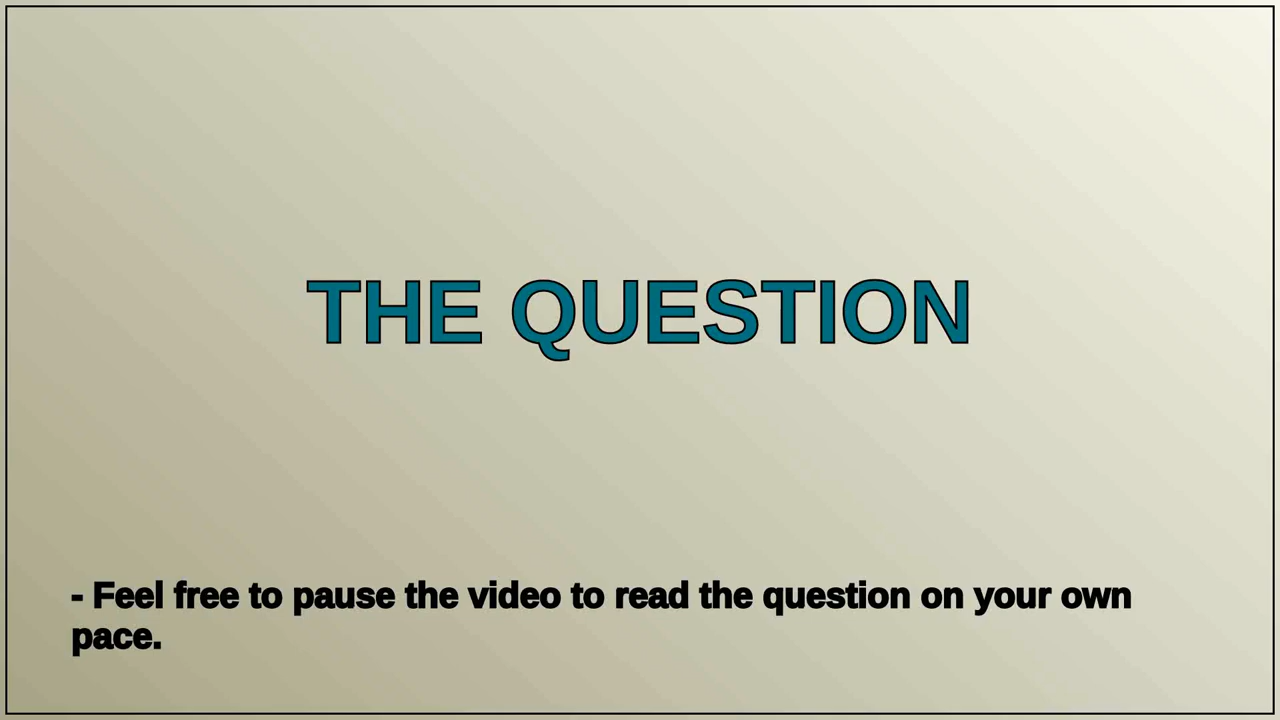 THE QUESTION
- Feel free to pause the video to read the question on your own
pace.